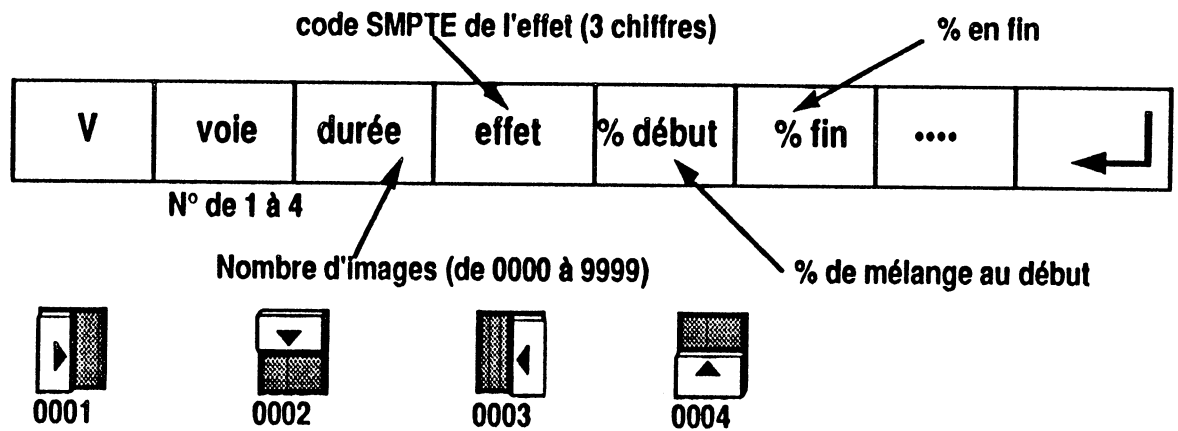 code SMPTE de l'effet (3 chiffres)
% en fin
V voie durée effet % début % fin ....
N° de 1 à 4
Nombre d'images (de 0000 à 9999)
% de mélange au début
0001 0002 0003 0004